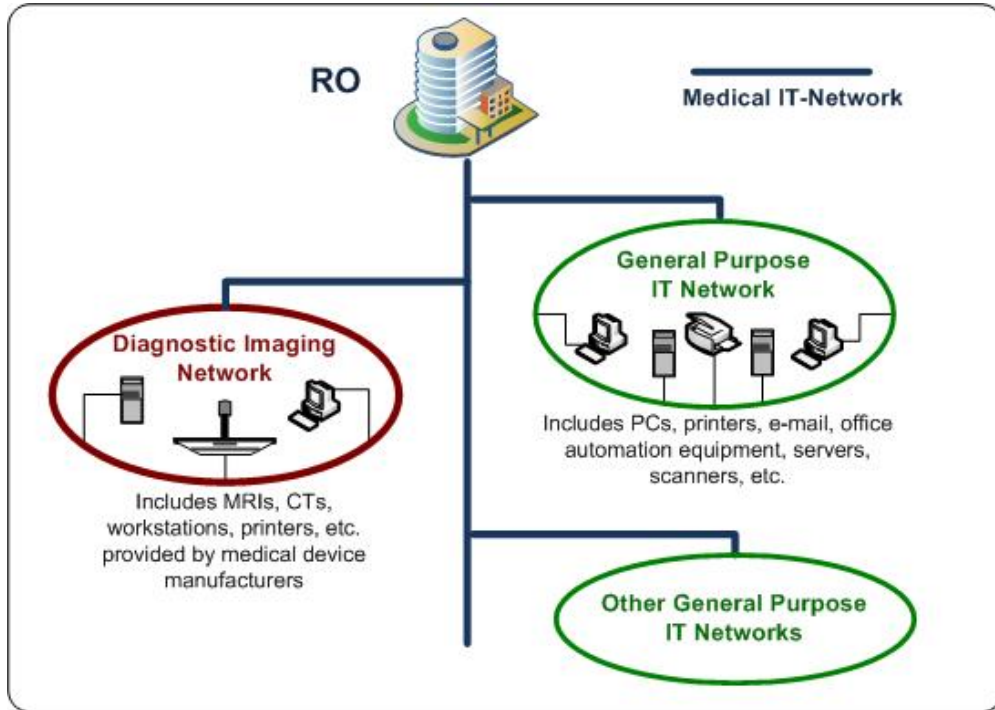 RO
Medical IT-Network
General Purpose
IT Network
Includes PCs, printers, e-mail, office
automation equipment, servers,
scanners, etc.
Diagnostic Imaging
Network
Includes MRIs, CTs,
workstations, printers, etc.
provided by medical device
manufacturers
Other General Purpose
IT Networks